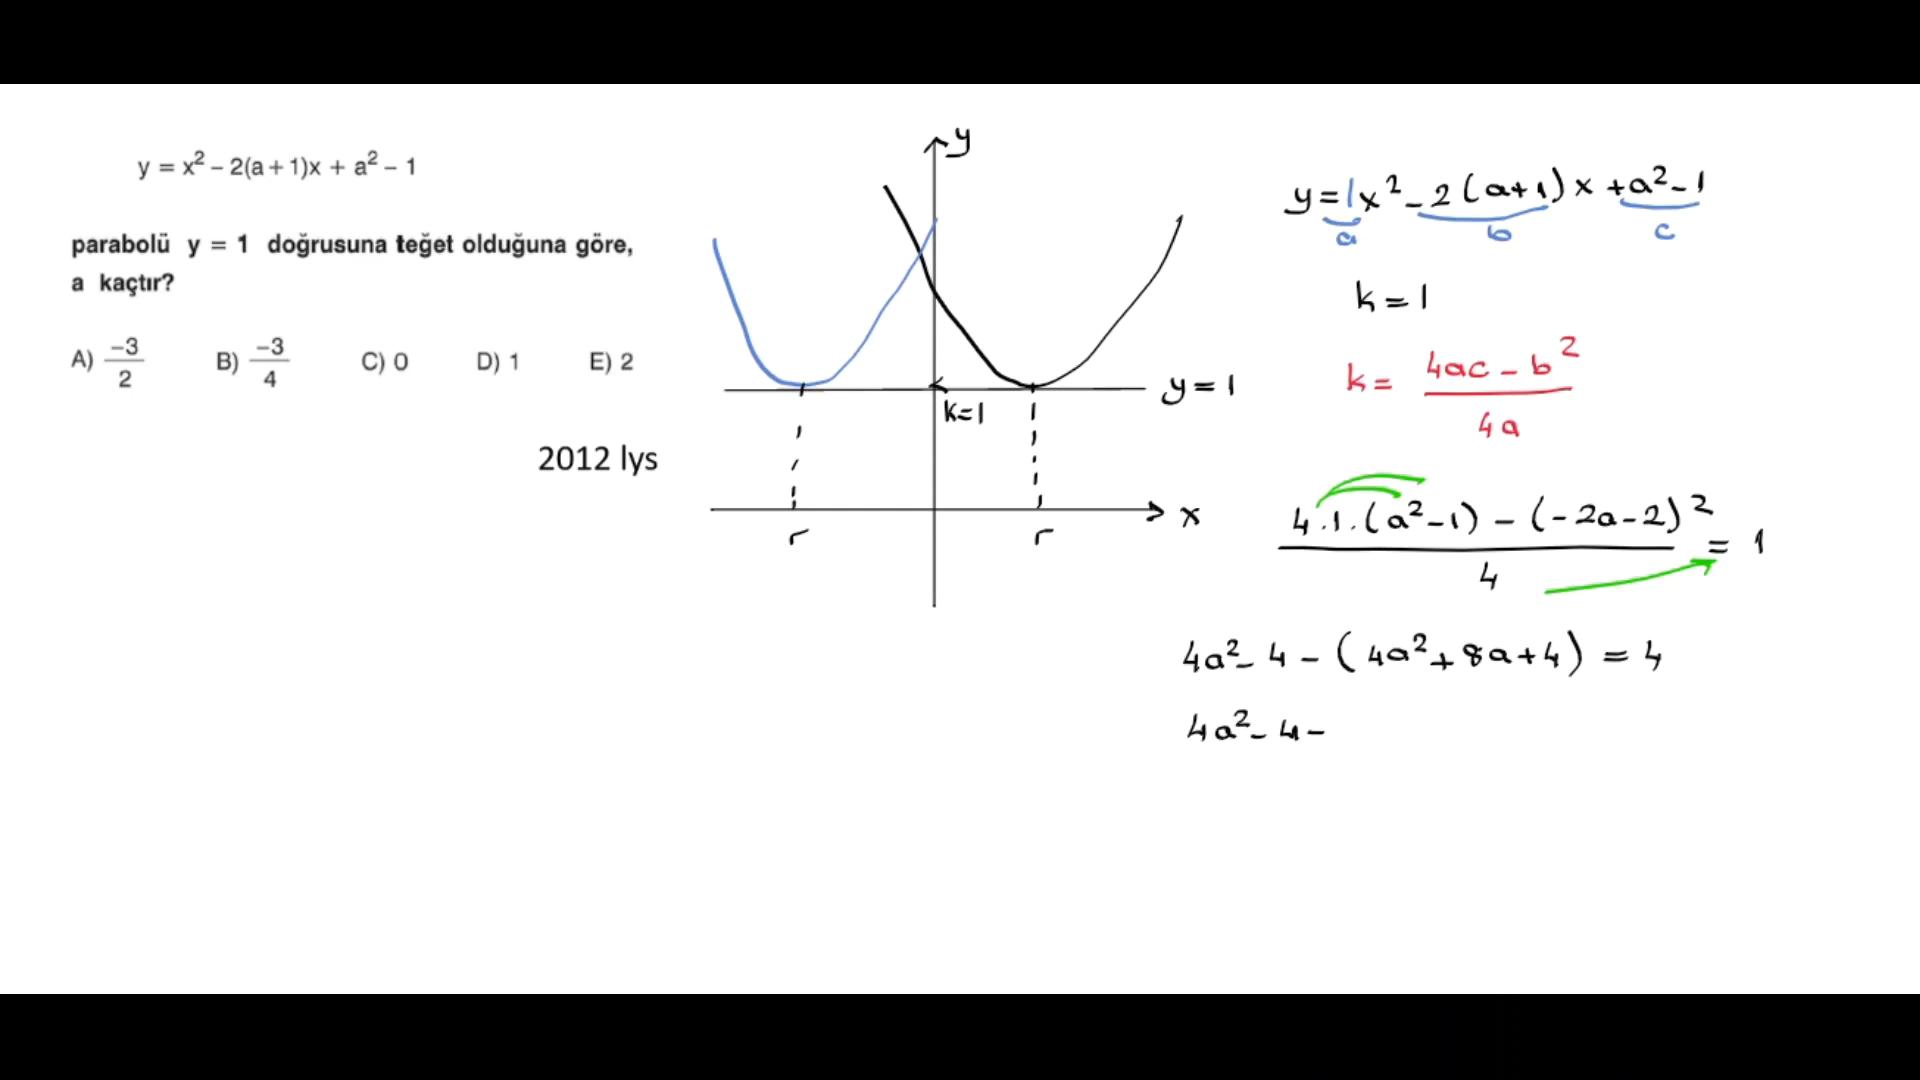 y = x² – 2(a + 1)x + a² – 1
parabolü y = 1 doğrusuna teğet olduğuna göre,
a kaçtır?
A) –3/2 B) –3/4 C) 0 D) 1 E) 2
2012 lys
y
y = 1
k=1
x
r r
y = 1x² - 2(a+1)x + a² - 1
a b c
k = 1
k = (4ac - b²)/4a
(4.1.(a²-1) - (-2a-2)²)/4 = 1
4a² - 4 - (4a² + 8a + 4) = 4
4a² - 4 -